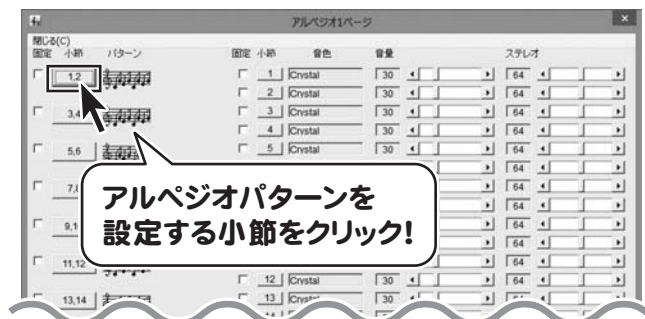 アルペジオ1ページ
閉じる(C)
固定 小節 パターン 固定 小節 音色 音量 ステレオ
1,2 1 Crystal 30 64
2 Crystal 30 64
3,4 3 Crystal 30 64
4 Crystal 30 64
5,6 5 Crystal 30 64
64
64
64
64
64
11,12 64
12 Crystal 30 64
13,14 13 Crystal 30
アルペジオパターンを
設定する小節をクリック!